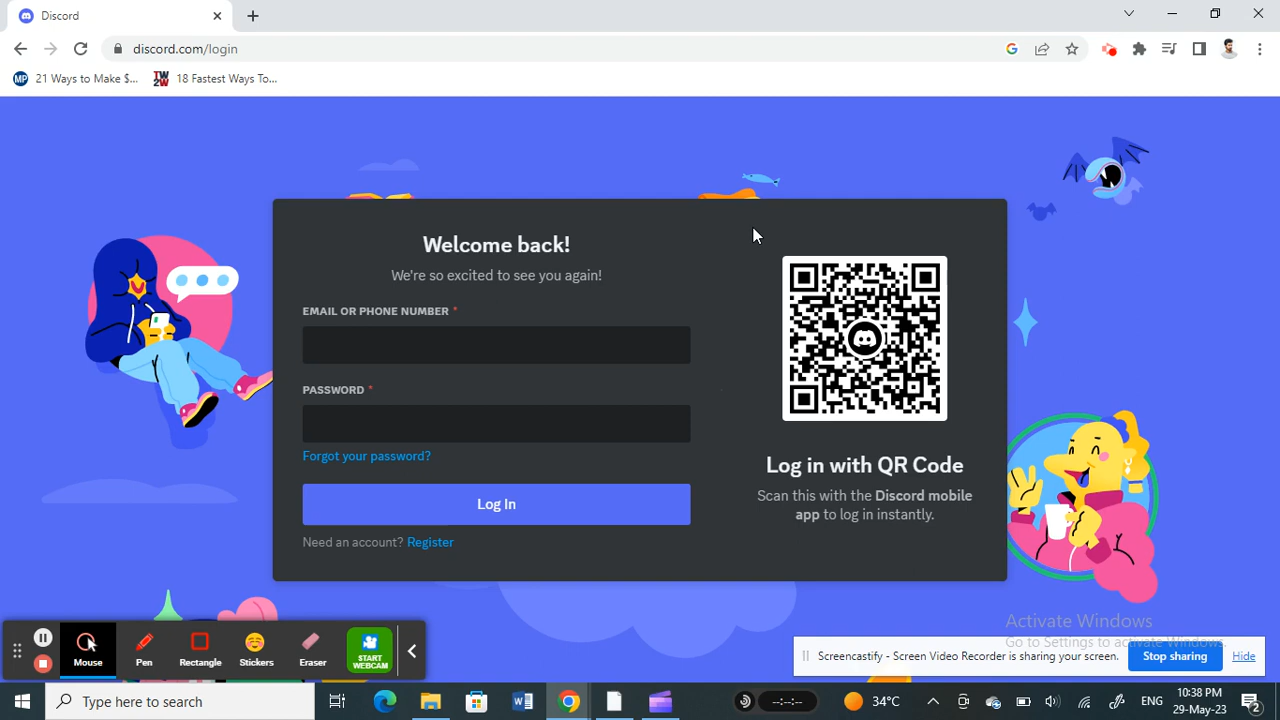 Discord
discord.com/login
21 Ways to Make $...
18 Fastest Ways To...
Welcome back!
We're so excited to see you again!
EMAIL OR PHONE NUMBER *
PASSWORD *
Forgot your password?
Log In
Need an account? Register
Log in with QR Code
Scan this with the Discord mobile
app to log in instantly.
Mouse
Pen
Rectangle
Stickers
Eraser
START
WEBCAM
Activate Windows
Go to Settings to activate Windows.
Screencastify - Screen Video Recorder is sharing your screen.
Stop sharing
Hide
Type here to search
--:--:--
34°C
ENG
10:38 PM
29-May-23
2